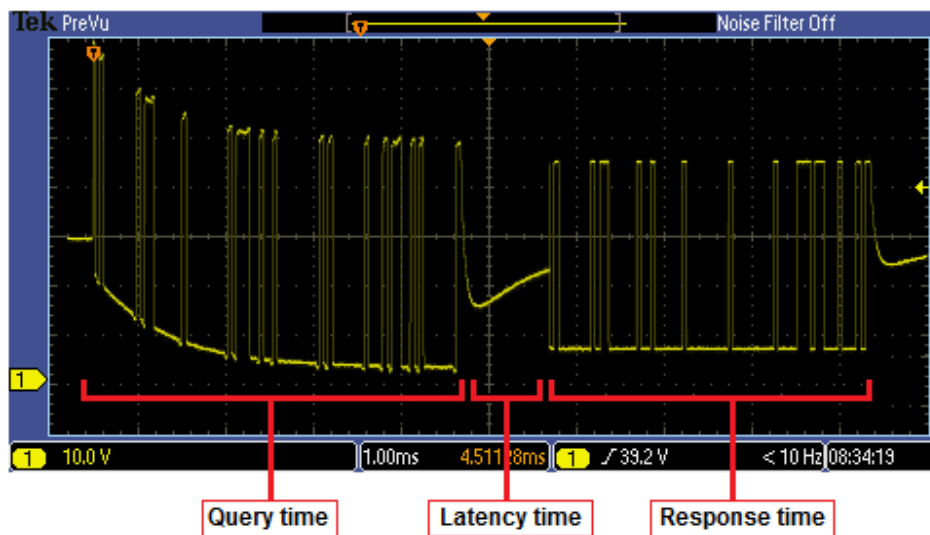 Tek PreVu Noise Filter Off
T
T
1
1 10.0 V 1.00ms 1 39.2 V < 10 Hz 08:34:19
Query time Latency time Response time